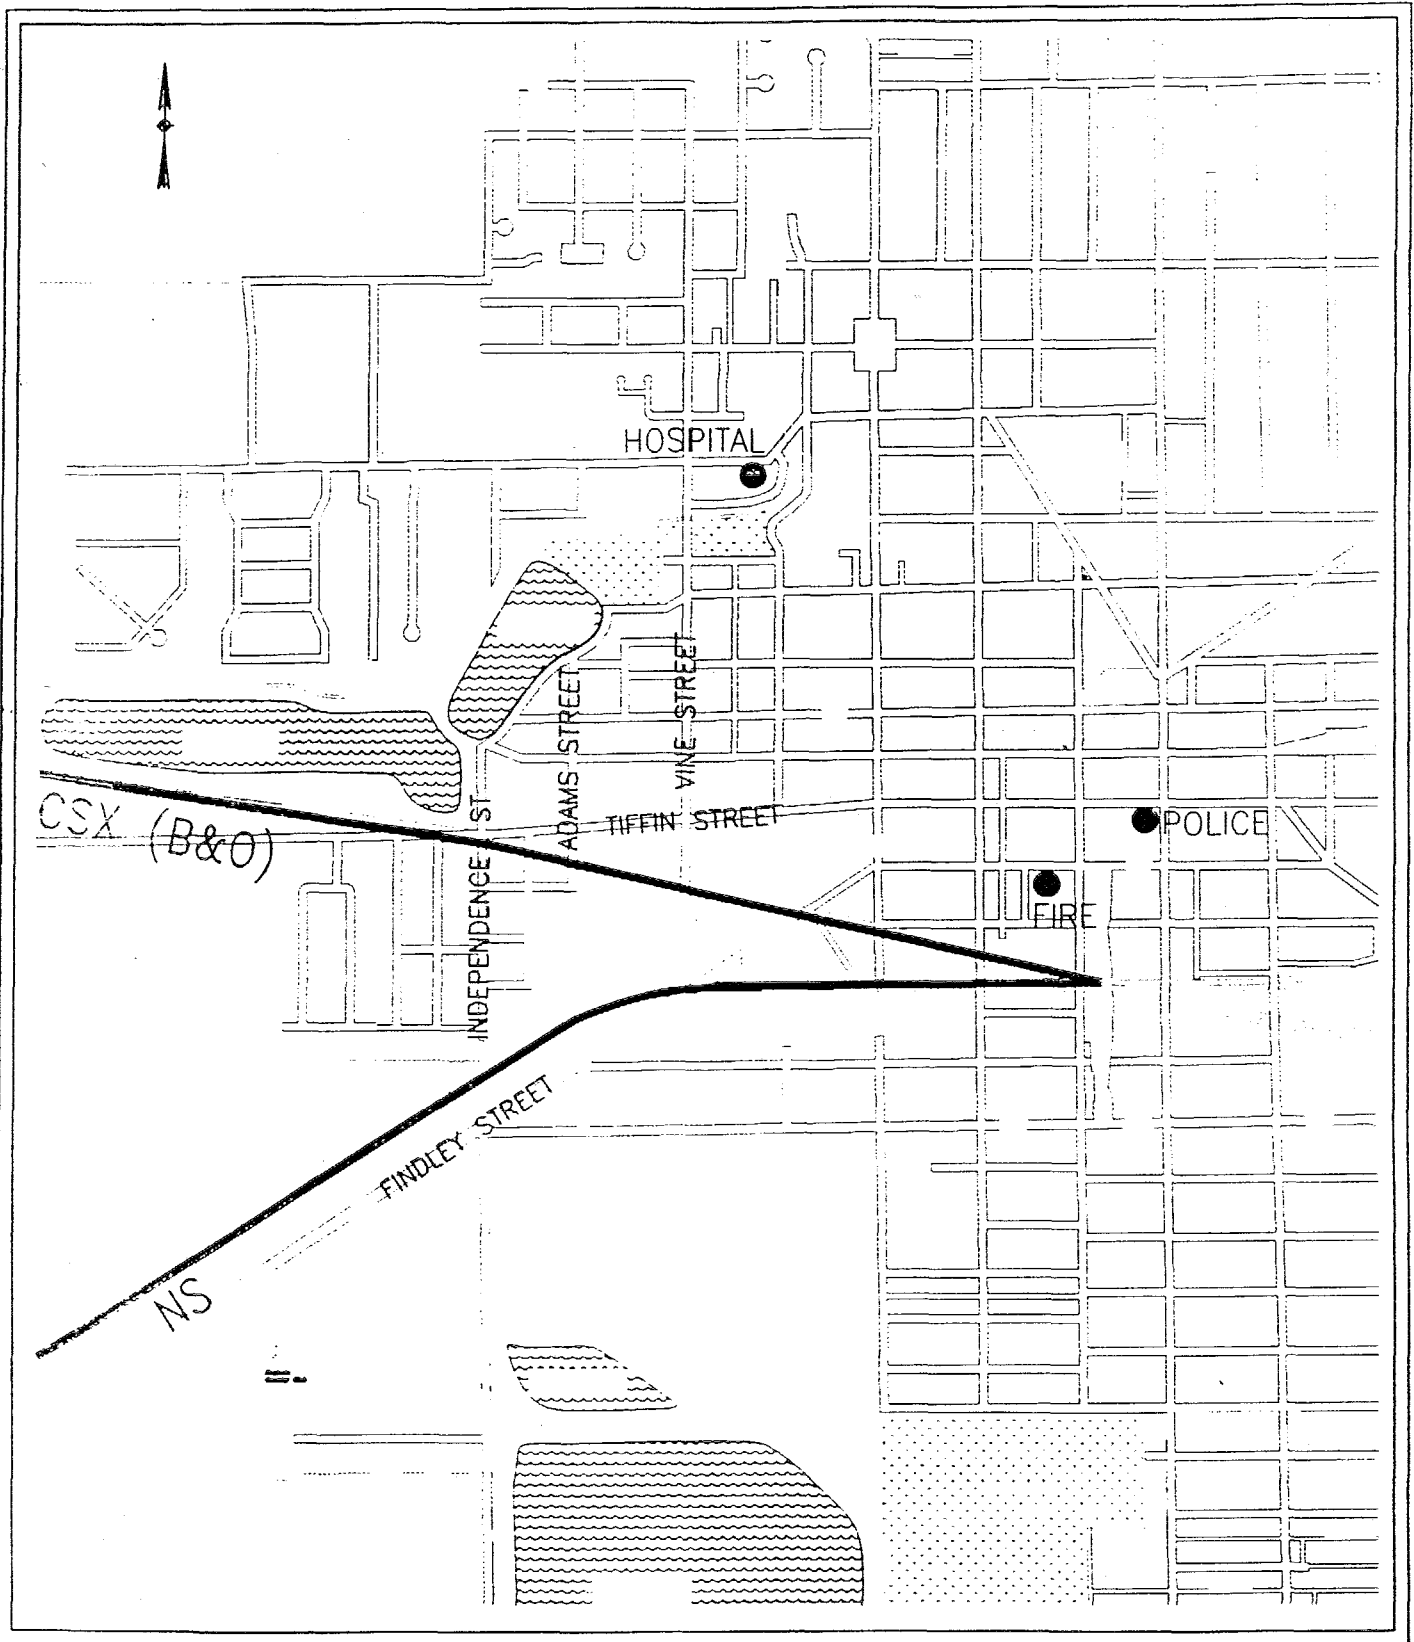 HOSPITAL
VINE STREET
ADAMS STREET
INDEPENDENCE ST
TIFFIN STREET
CSX (B&O)
POLICE
FIRE
FINDLEY STREET
NS